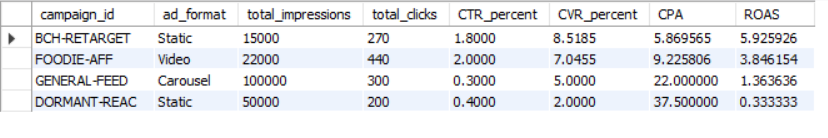 campaign_id ad_format total_impressions total_clicks CTR_percent CVR_percent CPA ROAS
BCH-RETARGET Static 15000 270 1.8000 8.5185 5.869565 5.925926
FOODIE-AFF Video 22000 440 2.0000 7.0455 9.225806 3.846154
GENERAL-FEED Carousel 100000 300 0.3000 5.0000 22.000000 1.363636
DORMANT-REAC Static 50000 200 0.4000 2.0000 37.500000 0.333333